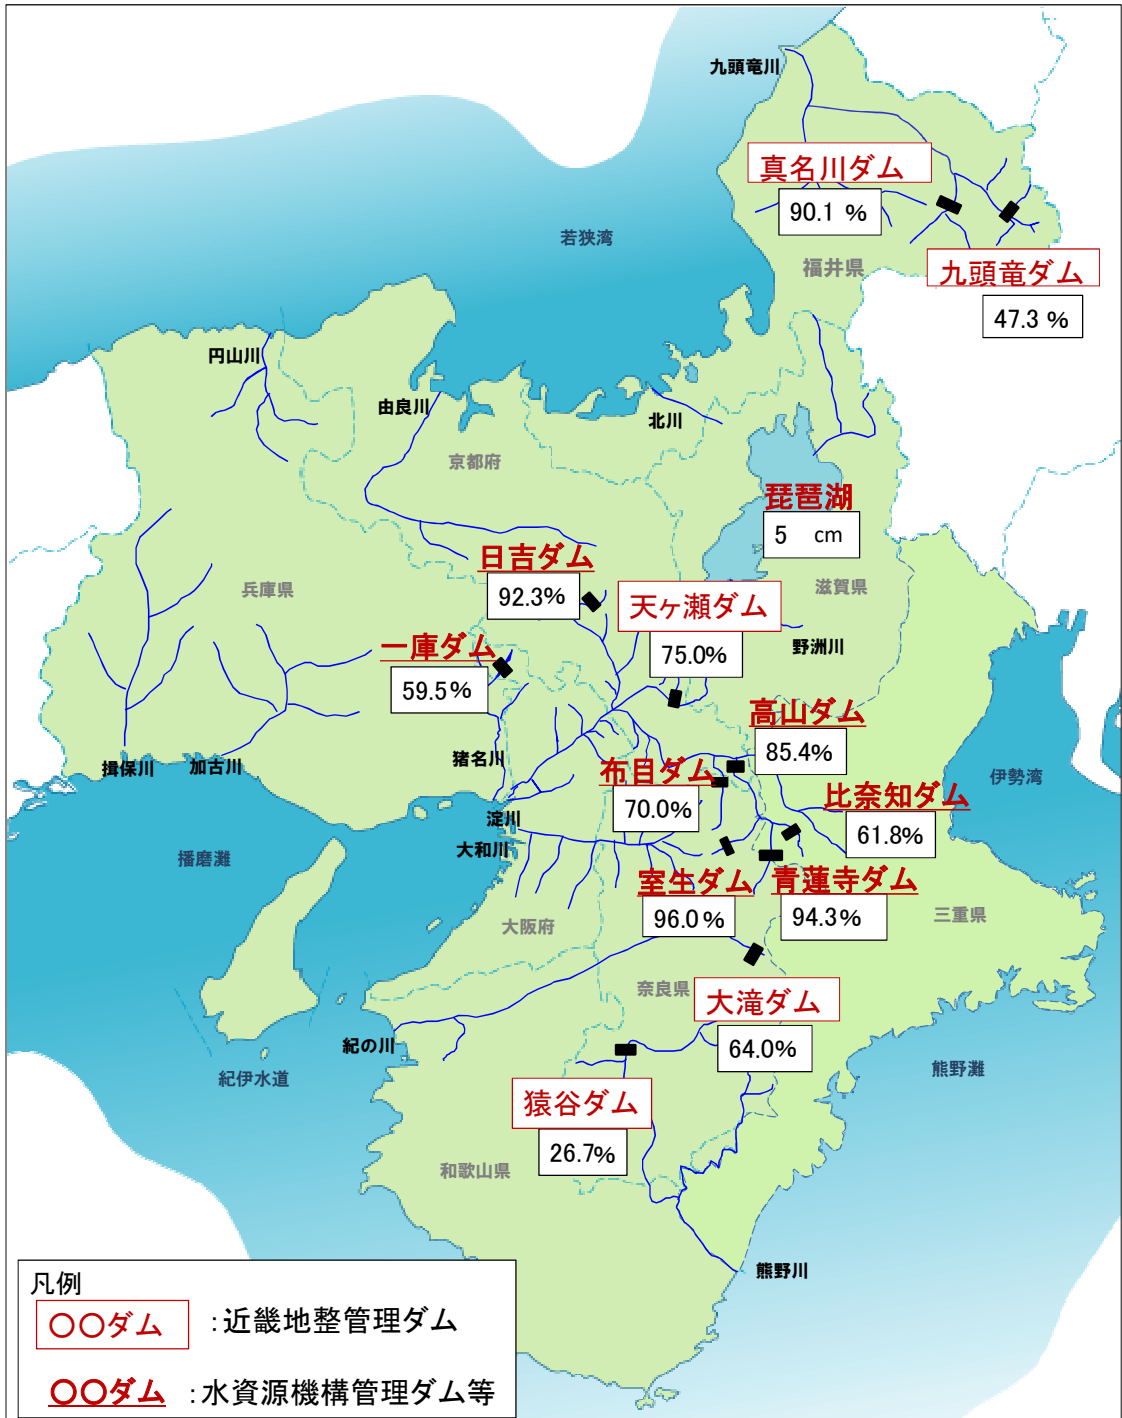 九頭竜川
真名川ダム
90.1 %
若狭湾
福井県
九頭竜ダム
47.3 %
円山川
由良川
北川
京都府
琵琶湖
5 cm
日吉ダム
92.3%
天ヶ瀬ダム
75.0%
滋賀県
兵庫県
野洲川
一庫ダム
59.5%
高山ダム
85.4%
猪名川
揖保川
加古川
布目ダム
70.0%
伊勢湾
比奈知ダム
61.8%
淀川
大和川
播磨灘
室生ダム
96.0%
青蓮寺ダム
94.3%
大阪府
三重県
奈良県
大滝ダム
64.0%
紀の川
紀伊水道
熊野灘
猿谷ダム
26.7%
和歌山県
熊野川
凡例
〇〇ダム :近畿地整管理ダム
〇〇ダム :水資源機構管理ダム等